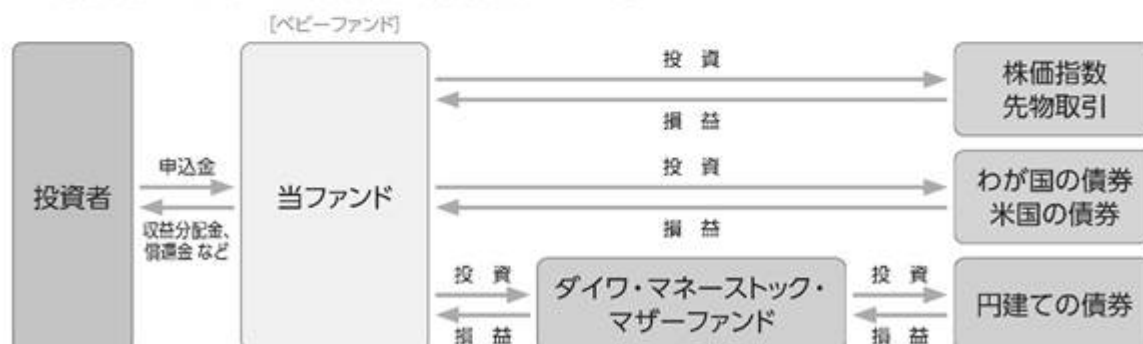 [ベビーファンド]
投資者
申込金
収益分配金、
償還金 など
当ファンド
投 資
損 益
株価指数
先物取引
投 資
損 益
わが国の債券
米国の債券
投 資
損 益
ダイワ・マネーストック・
マザーファンド
投 資
損 益
円建ての債券